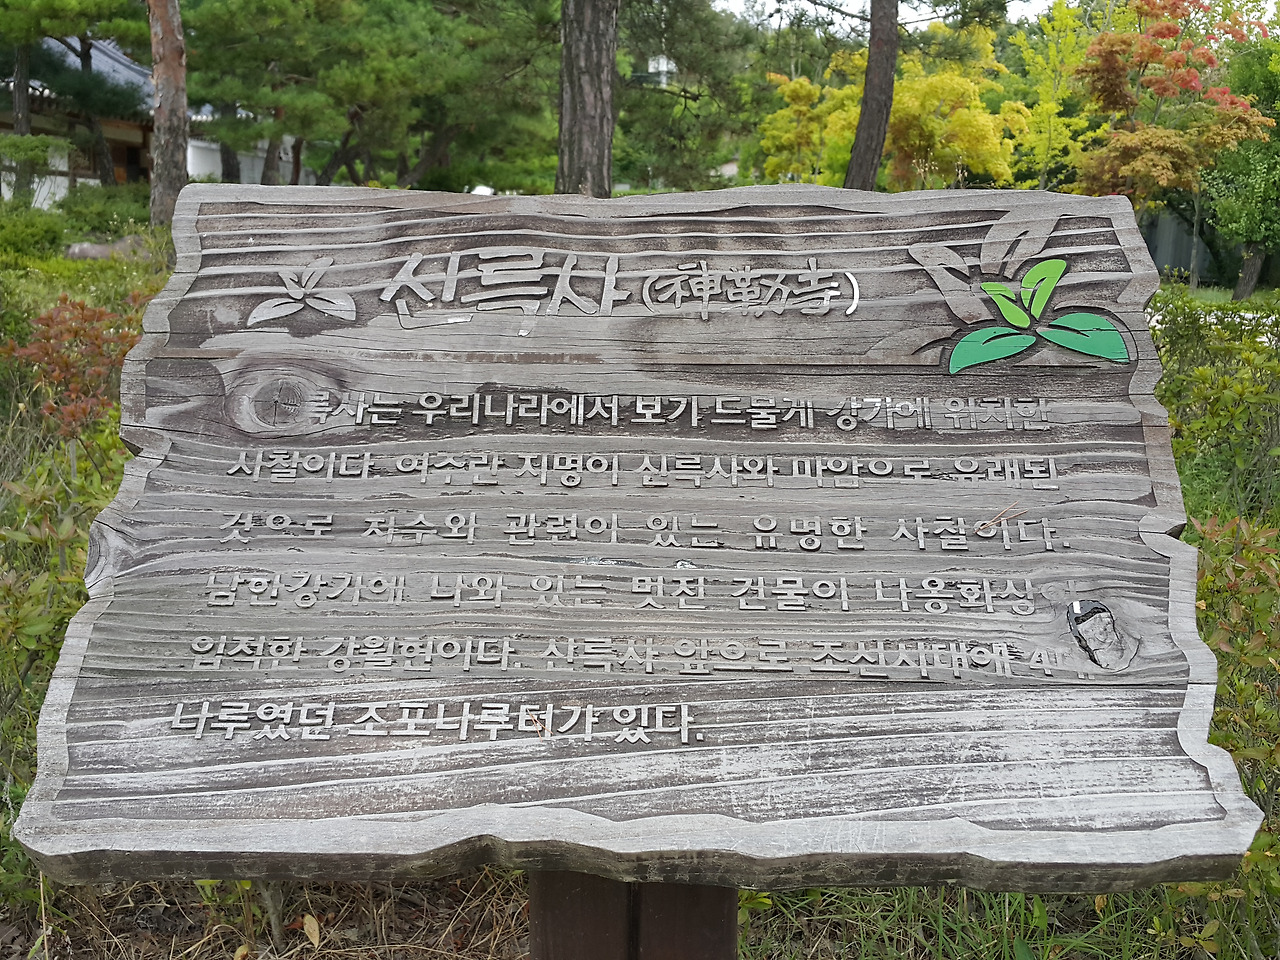 신륵사(神勒寺)
륵사는 우리나라에서 보기 드물게 강가에 위치한
사찰이다. 여주란 지명이 신륵사와 마암으로 유래된
것으로 저수와 관련이 있는 유명한 사찰이다.
남한강가에 나와 있는 멋진 건물이 나옹화상
입적한 강월헌이다. 신륵사 앞으로 조선시대에 4대
나루였던 조포나루터가 있다.